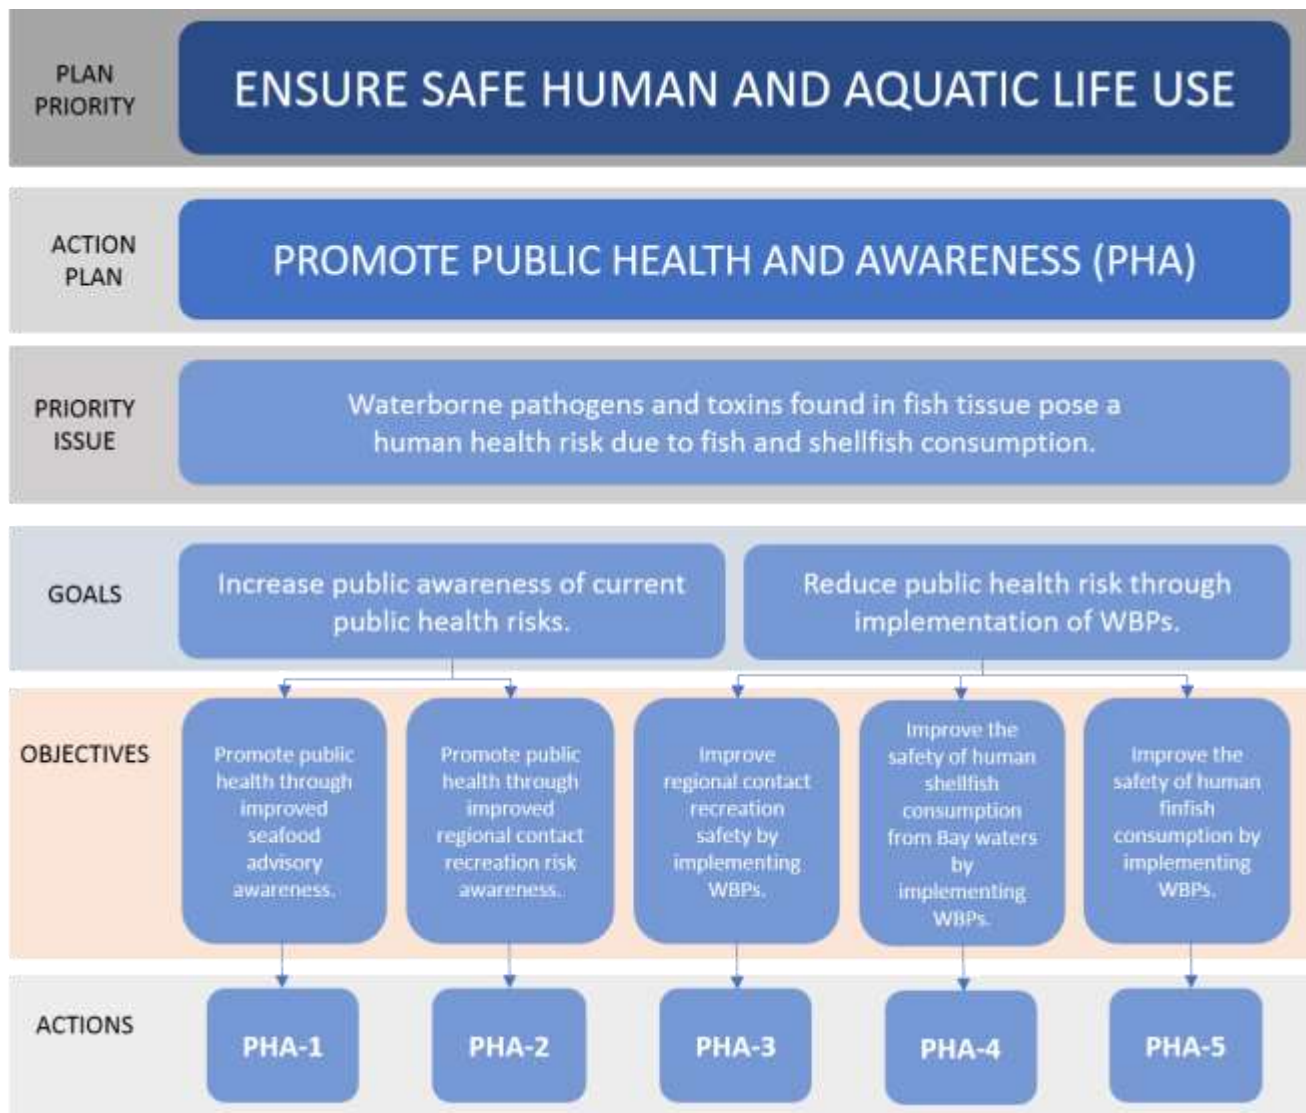 PLAN
PRIORITY
ENSURE SAFE HUMAN AND AQUATIC LIFE USE
ACTION
PLAN
PROMOTE PUBLIC HEALTH AND AWARENESS (PHA)
PRIORITY
ISSUE
Waterborne pathogens and toxins found in fish tissue pose a
human health risk due to fish and shellfish consumption.
GOALS
Increase public awareness of current
public health risks.
Reduce public health risk through
implementation of WBPs.
OBJECTIVES
Promote public
health through
improved
seafood
advisory
awareness.
Promote public
health through
improved
regional contact
recreation risk
awareness.
Improve
regional contact
recreation
safety by
implementing
WBPs.
Improve the
safety of human
shellfish
consumption
from Bay waters
by
implementing
WBPs.
Improve the
safety of human
finfish
consumption by
implementing
WBPs.
ACTIONS
PHA-1
PHA-2
PHA-3
PHA-4
PHA-5